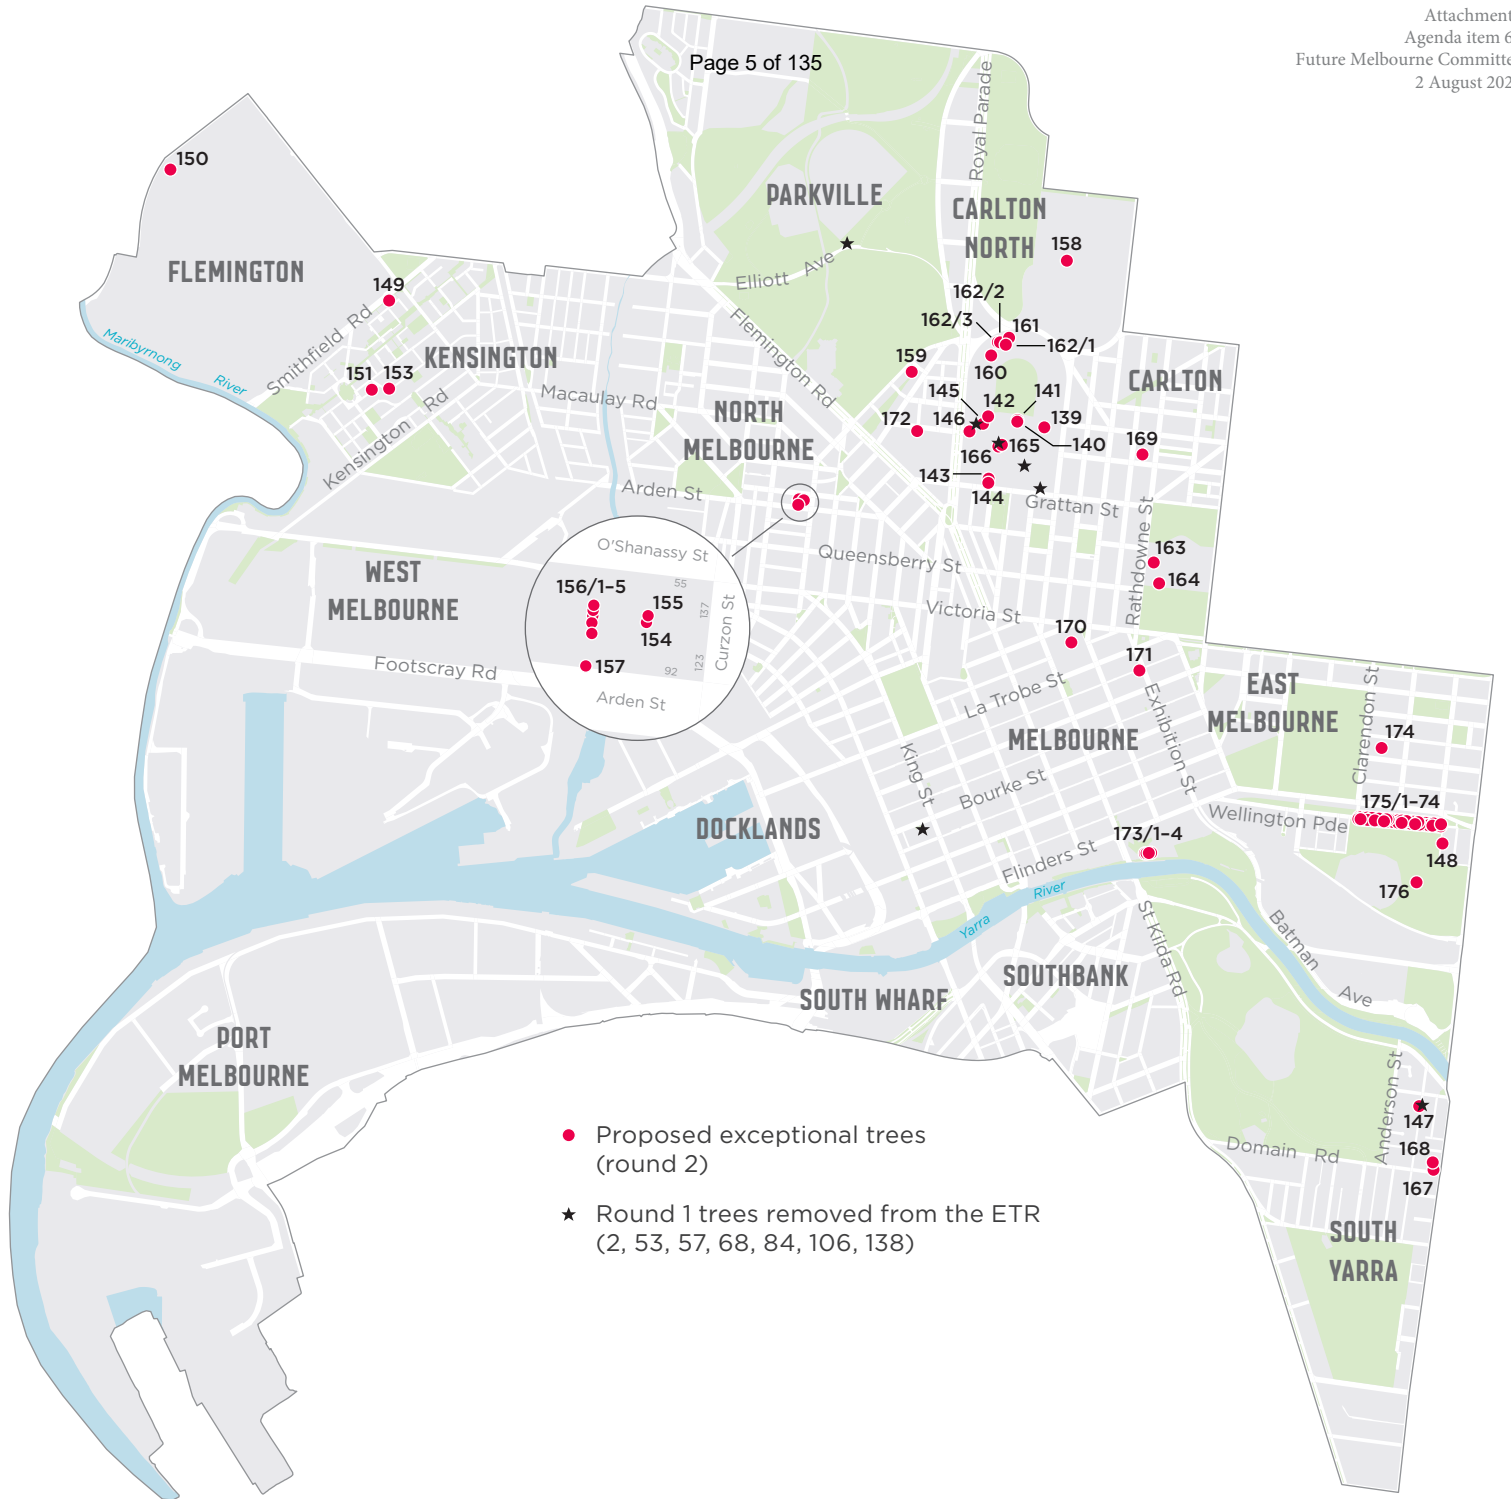 Attachment
Agenda item 6
Future Melbourne Committe
2 August 202
Page 5 of 135
Royal Parade
150
PARKVILLE
CARLTON
NORTH
158
FLEMINGTON
Elliott Ave
149
162/2
162/3
161
162/1
Smithfield Rd
Maribyrnong
River
Flemington Rd
KENSINGTON
159
160
CARLTON
151
153
Macaulay Rd
Kensington Rd
NORTH
MELBOURNE
145
142
141
172
146
139
140
166
165
169
143
144
Arden St
Grattan St
Rathdowne St
Queensberry St
163
164
O'Shanassy St
55
156/1–5
155
137
154
Curzon St
157
92
123
Arden St
WEST
MELBOURNE
Footscray Rd
Victoria St
170
171
La Trobe St
Exhibition St
EAST
MELBOURNE
Clarendon St
174
MELBOURNE
King St
Bourke St
175/1–74
Wellington Pde
DOCKLANDS
173/1–4
Flinders St
148
176
Yarra
River
St Kilda Rd
Batman
Ave
SOUTHBANK
SOUTH WHARF
PORT
MELBOURNE
Anderson St
147
Domain Rd
168
167
SOUTH
YARRA
Proposed exceptional trees
(round 2)
Round 1 trees removed from the ETR
(2, 53, 57, 68, 84, 106, 138)